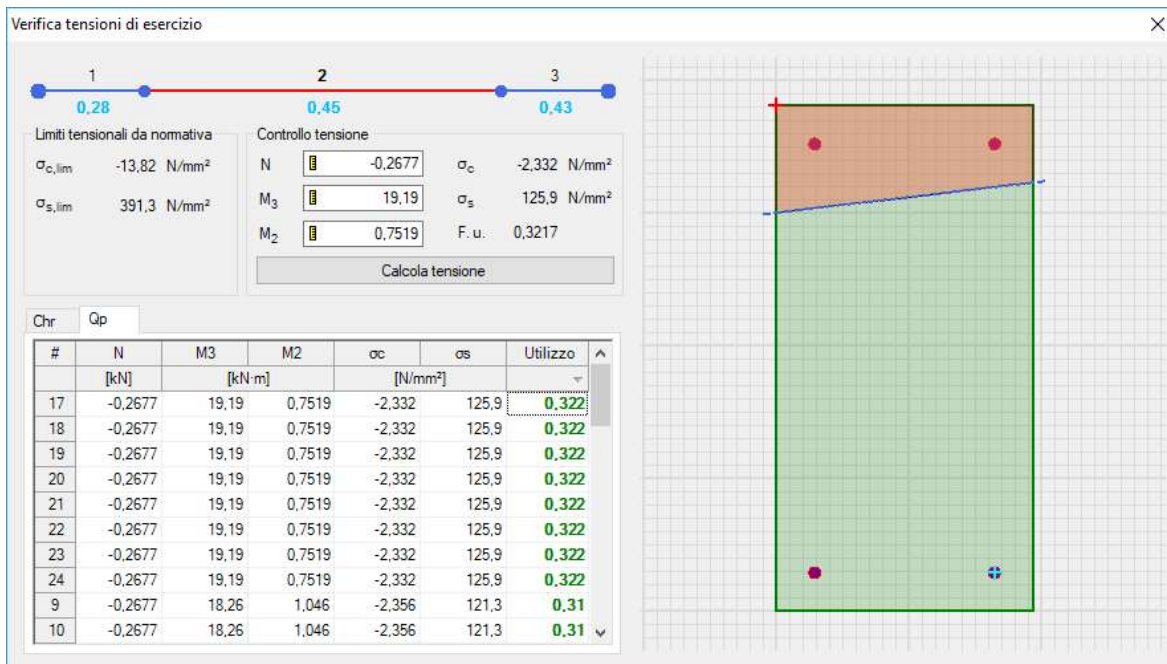 Verifica tensioni di esercizio
1 2 3
0,28 0,45 0,43
Limiti tensionali da normativa
σc,lim -13,82 N/mm²
σs,lim 391,3 N/mm²
Controllo tensione
N -0,2677 σc -2,332 N/mm²
M3 19,19 σs 125,9 N/mm²
M2 0,7519 F. u. 0,3217
Calcola tensione
Chr Qp
# N M3 M2 σc σs Utilizzo
[kN] [kN·m] [N/mm²]
17 -0,2677 19,19 0,7519 -2,332 125,9 0,322
18 -0,2677 19,19 0,7519 -2,332 125,9 0,322
19 -0,2677 19,19 0,7519 -2,332 125,9 0,322
20 -0,2677 19,19 0,7519 -2,332 125,9 0,322
21 -0,2677 19,19 0,7519 -2,332 125,9 0,322
22 -0,2677 19,19 0,7519 -2,332 125,9 0,322
23 -0,2677 19,19 0,7519 -2,332 125,9 0,322
24 -0,2677 19,19 0,7519 -2,332 125,9 0,322
9 -0,2677 18,26 1,046 -2,356 121,3 0,31
10 -0,2677 18,26 1,046 -2,356 121,3 0,31